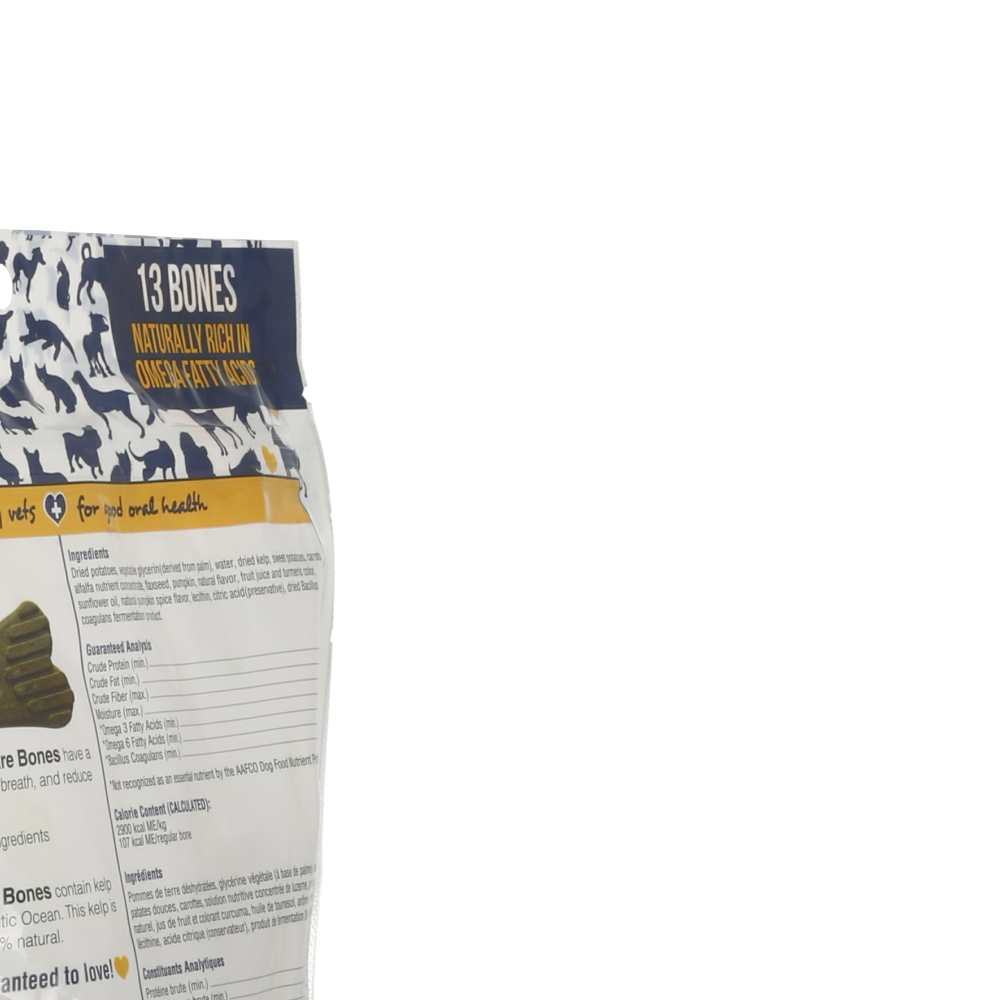 13 BONES
NATURALLY RICH IN
OMEGA FATTY ACIDS
vets for good oral health
Ingredients
Dried potatoes, vegetable glycerin(derived from palm), water, dried kelp, sweet potatoes, carrots
alfalfa nutrient concentrate, flaxseed, pumpkin, natural flavor, fruit juice and turmeric, color,
sunflower oil, natural pumpkin spice flavor, lecithin, citric acid(preservative), dried Bacillus
coagulans fermentation product.
Guaranteed Analysis
Crude Protein (min.)
Crude Fat (min.)
Crude Fiber (max.)
Moisture (max.)
*Omega 3 Fatty Acids (min.)
*Omega 6 Fatty Acids (min.)
*Bacillus Coagulans (min.)
*Not recognized as an essential nutrient by the AAFCO Dog Food Nutrient Pr
Calorie Content (CALCULATED):
2900 kcal ME/kg
107 kcal ME/regular bone
re Bones have a
breath, and reduce
gredients
Bones contain kelp
tic Ocean. This kelp is
% natural.
anteed to love!
Ingrédients
Pommes de terre déshydratées, glycérine végétale (à base de palme)
patates douces, carottes, solution nutritive concentrée de luzerne,
naturel, jus de fruit et colorant curcuma, huile de tournesol,
lécithine, acide citrique (conservateur), produit de fermentation
Constituants Analytiques
Protéine brute (min.)
brute (min.)